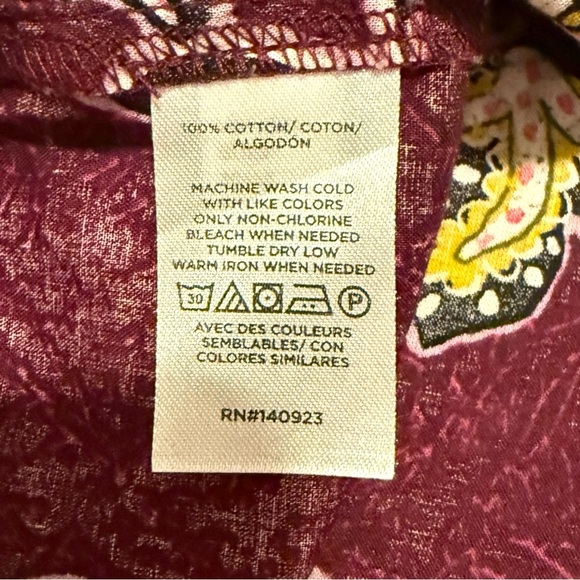 100% COTTON/ COTON/
ALGODÓN
MACHINE WASH COLD
WITH LIKE COLORS
ONLY NON-CHLORINE
BLEACH WHEN NEEDED
TUMBLE DRY LOW
WARM IRON WHEN NEEDED
30 P
AVEC DES COULEURS
SEMBLABLES/ CON
COLORES SIMILARES
RN#140923